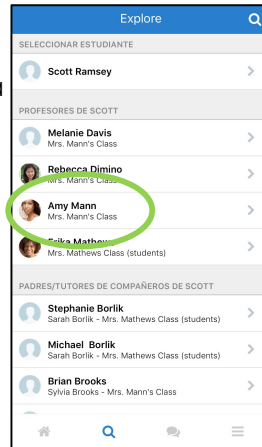 Explore
SELECCIONAR ESTUDIANTE
Scott Ramsey
PROFESORES DE SCOTT
Melanie Davis
Mrs. Mann's Class
Rebecca Dimino
Mrs. Mann's Class
Amy Mann
Mrs. Mann's Class
Erika Mathews
Mrs. Mathews Class (students)
PADRES/TUTORES DE COMPAÑEROS DE SCOTT
Stephanie Borlik
Sarah Borlik - Mrs. Mathews Class (students)
Michael Borlik
Sarah Borlik - Mrs. Mathews Class (students)
Brian Brooks
Sylvia Brooks - Mrs. Mann's Class